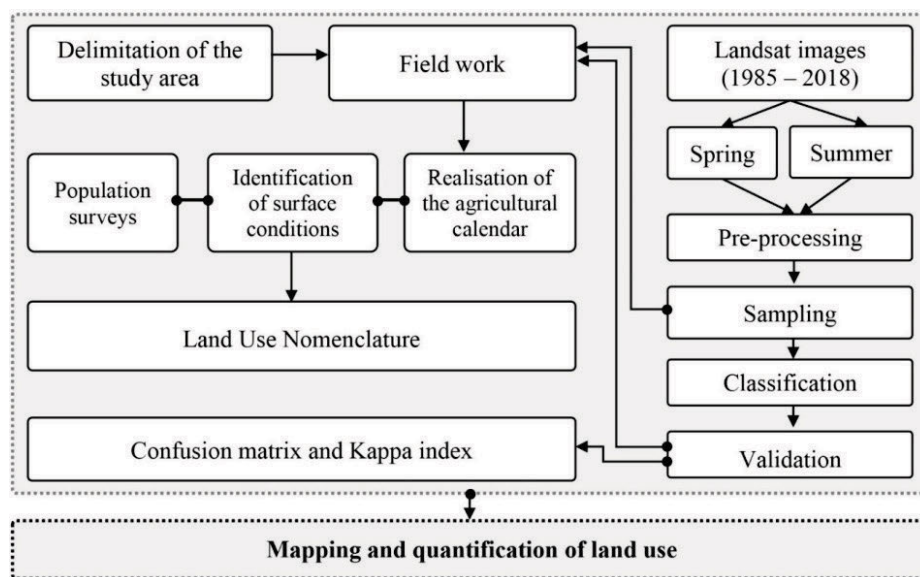 Delimitation of the
study area
Field work
Landsat images
(1985 – 2018)
Spring
Summer
Population
surveys
Identification
of surface
conditions
Realisation of
the agricultural
calendar
Pre-processing
Sampling
Land Use Nomenclature
Classification
Confusion matrix and Kappa index
Validation
Mapping and quantification of land use